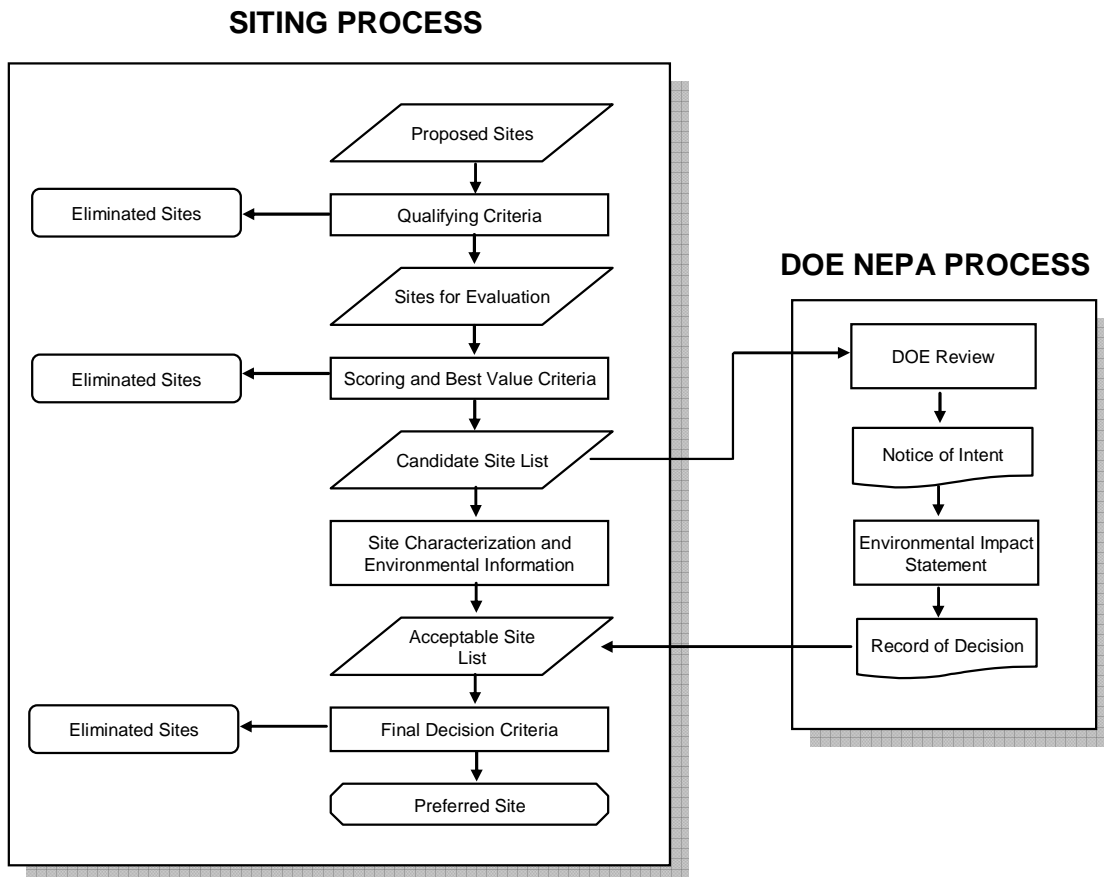 SITING PROCESS
Proposed Sites
Eliminated Sites
Qualifying Criteria
Sites for Evaluation
Eliminated Sites
Scoring and Best Value Criteria
Candidate Site List
Site Characterization and
Environmental Information
Acceptable Site
List
Eliminated Sites
Final Decision Criteria
Preferred Site
DOE NEPA PROCESS
DOE Review
Notice of Intent
Environmental Impact
Statement
Record of Decision